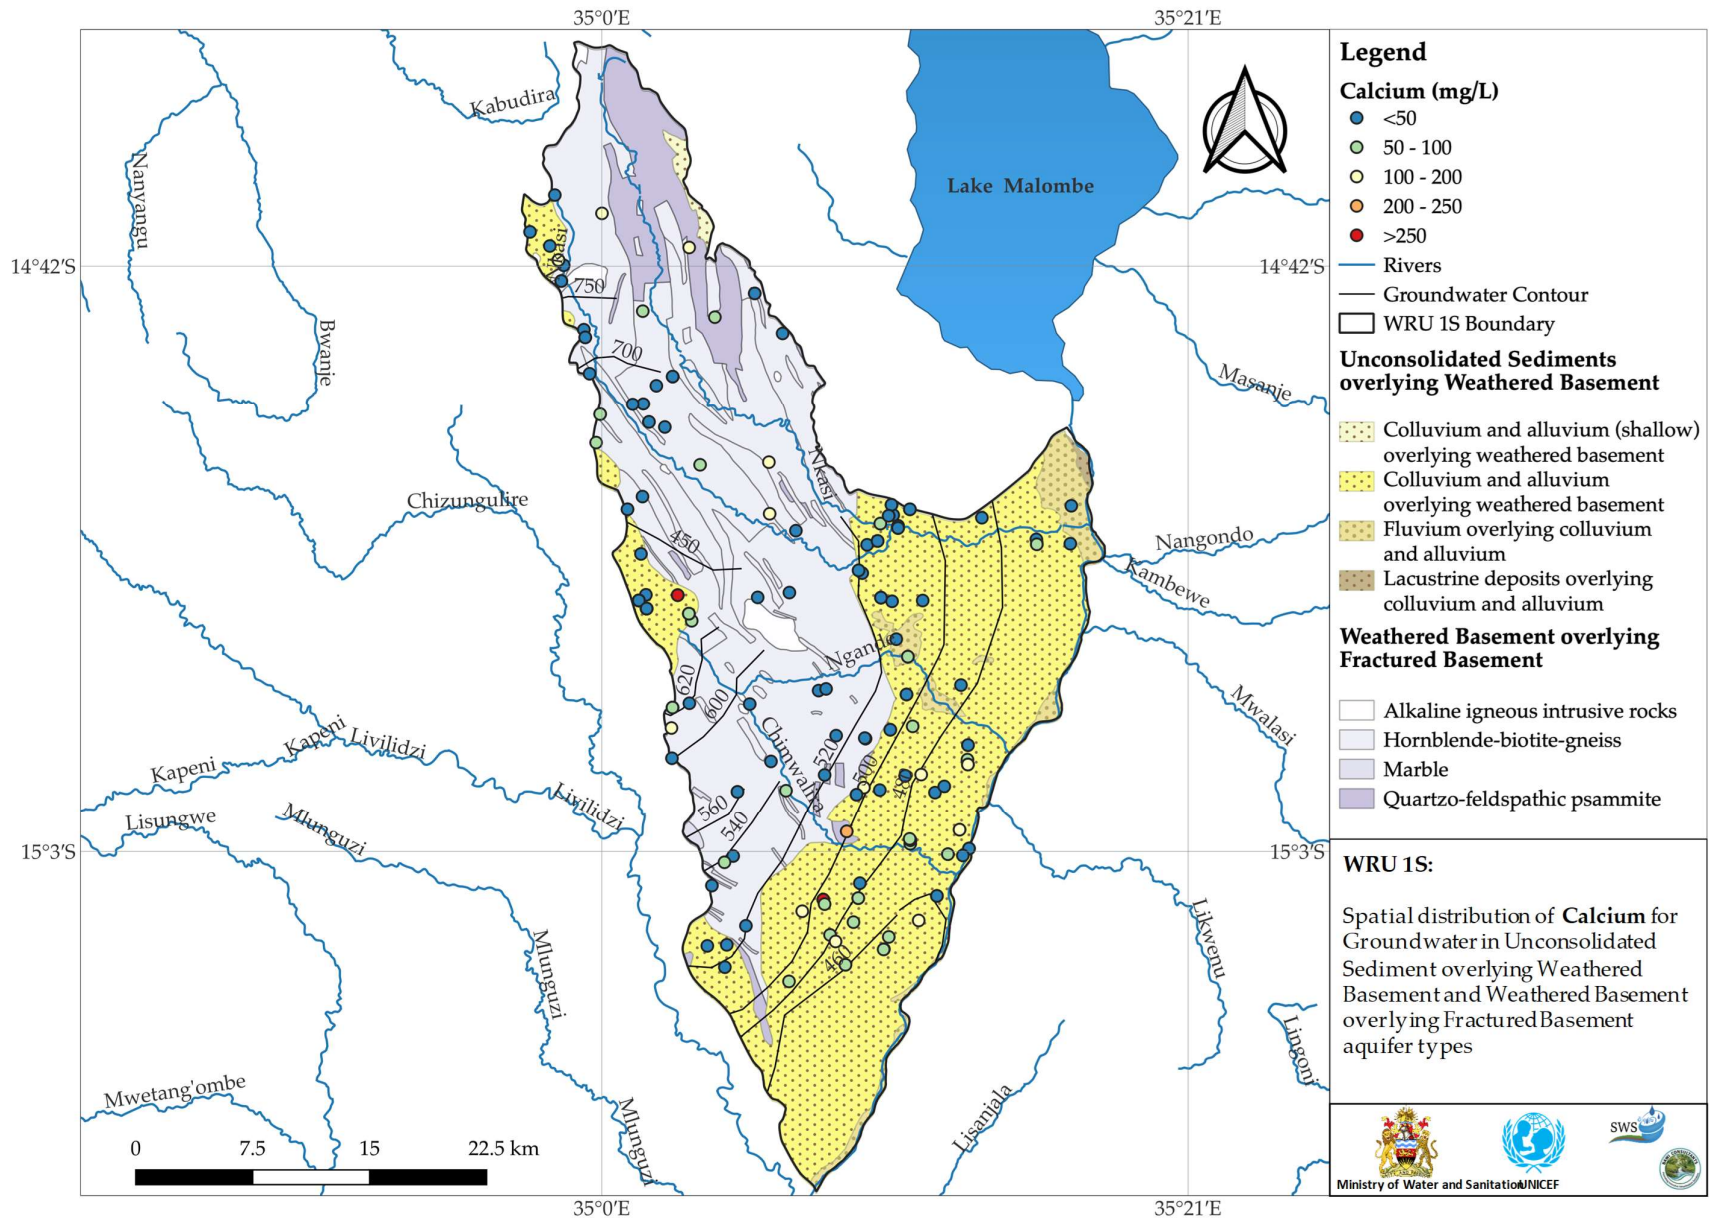 35°0′E
35°21′E
Kabudira
Nanyangu
Lake Malombe
14°42′S
14°42′S
Nkasi
750
Bwanje
700
Masanje
Nkasi
Chizungulire
450
Nangondo
Kambewe
Ngande
620
600
Mwalasi
Kapeni
Livilidzi
Kapeni
Chimwalira
520
500
480
Livilidzi
560
540
Lisungwe
Mlunguzi
15°3′S
15°3′S
Likwenu
Mlunguzi
460
Lingoni
Mwetang'ombe
Mlunguzi
Lisanjala
0 7.5 15 22.5 km
35°0′E
35°21′E
Legend
Calcium (mg/L)
<50
50 - 100
100 - 200
200 - 250
>250
Rivers
Groundwater Contour
WRU 1S Boundary
Unconsolidated Sediments
overlying Weathered Basement
Colluvium and alluvium (shallow)
overlying weathered basement
Colluvium and alluvium
overlying weathered basement
Fluvium overlying colluvium
and alluvium
Lacustrine deposits overlying
colluvium and alluvium
Weathered Basement overlying
Fractured Basement
Alkaline igneous intrusive rocks
Hornblende-biotite-gneiss
Marble
Quartzo-feldspathic psammite
WRU 1S:
Spatial distribution of Calcium for
Groundwater in Unconsolidated
Sediment overlying Weathered
Basement and Weathered Basement
overlying Fractured Basement
aquifer types
SWS
Ministry of Water and Sanitation
UNICEF